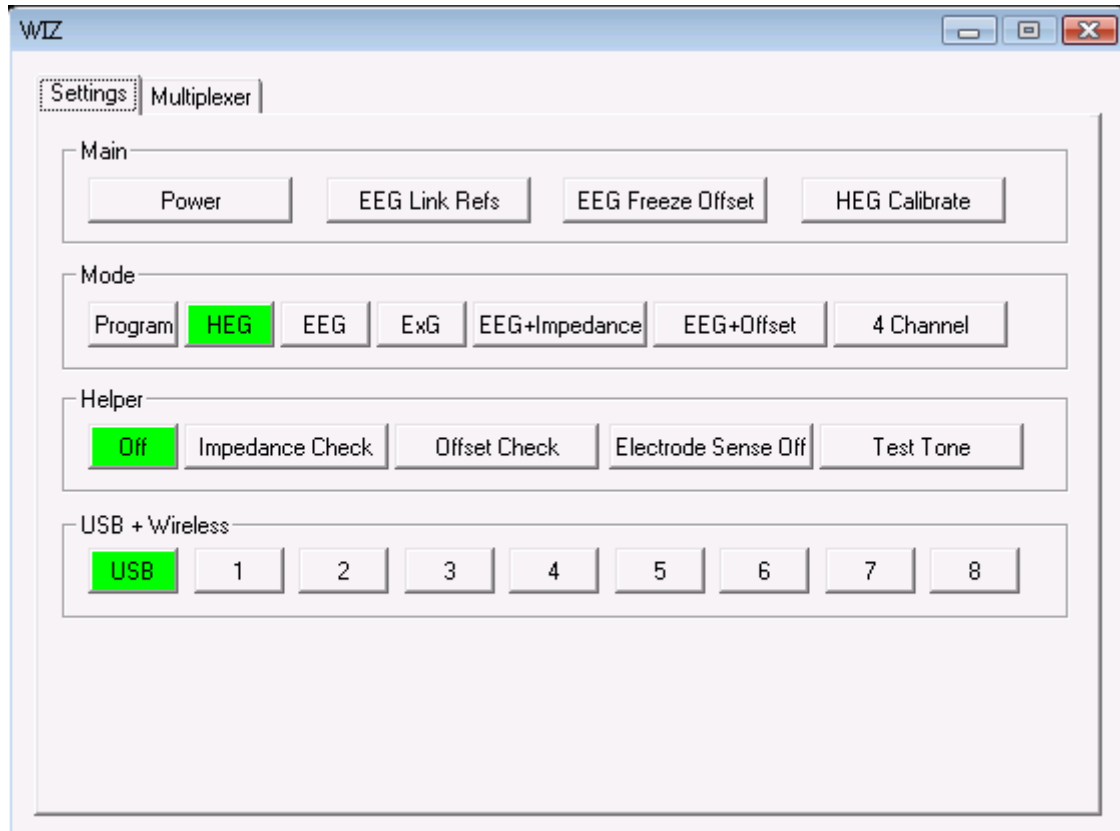 WIZ
Settings Multiplexer
Main
Power EEG Link Refs EEG Freeze Offset HEG Calibrate
Mode
Program HEG EEG ExG EEG+Impedance EEG+Offset 4 Channel
Helper
Off Impedance Check Offset Check Electrode Sense Off Test Tone
USB + Wireless
USB 1 2 3 4 5 6 7 8